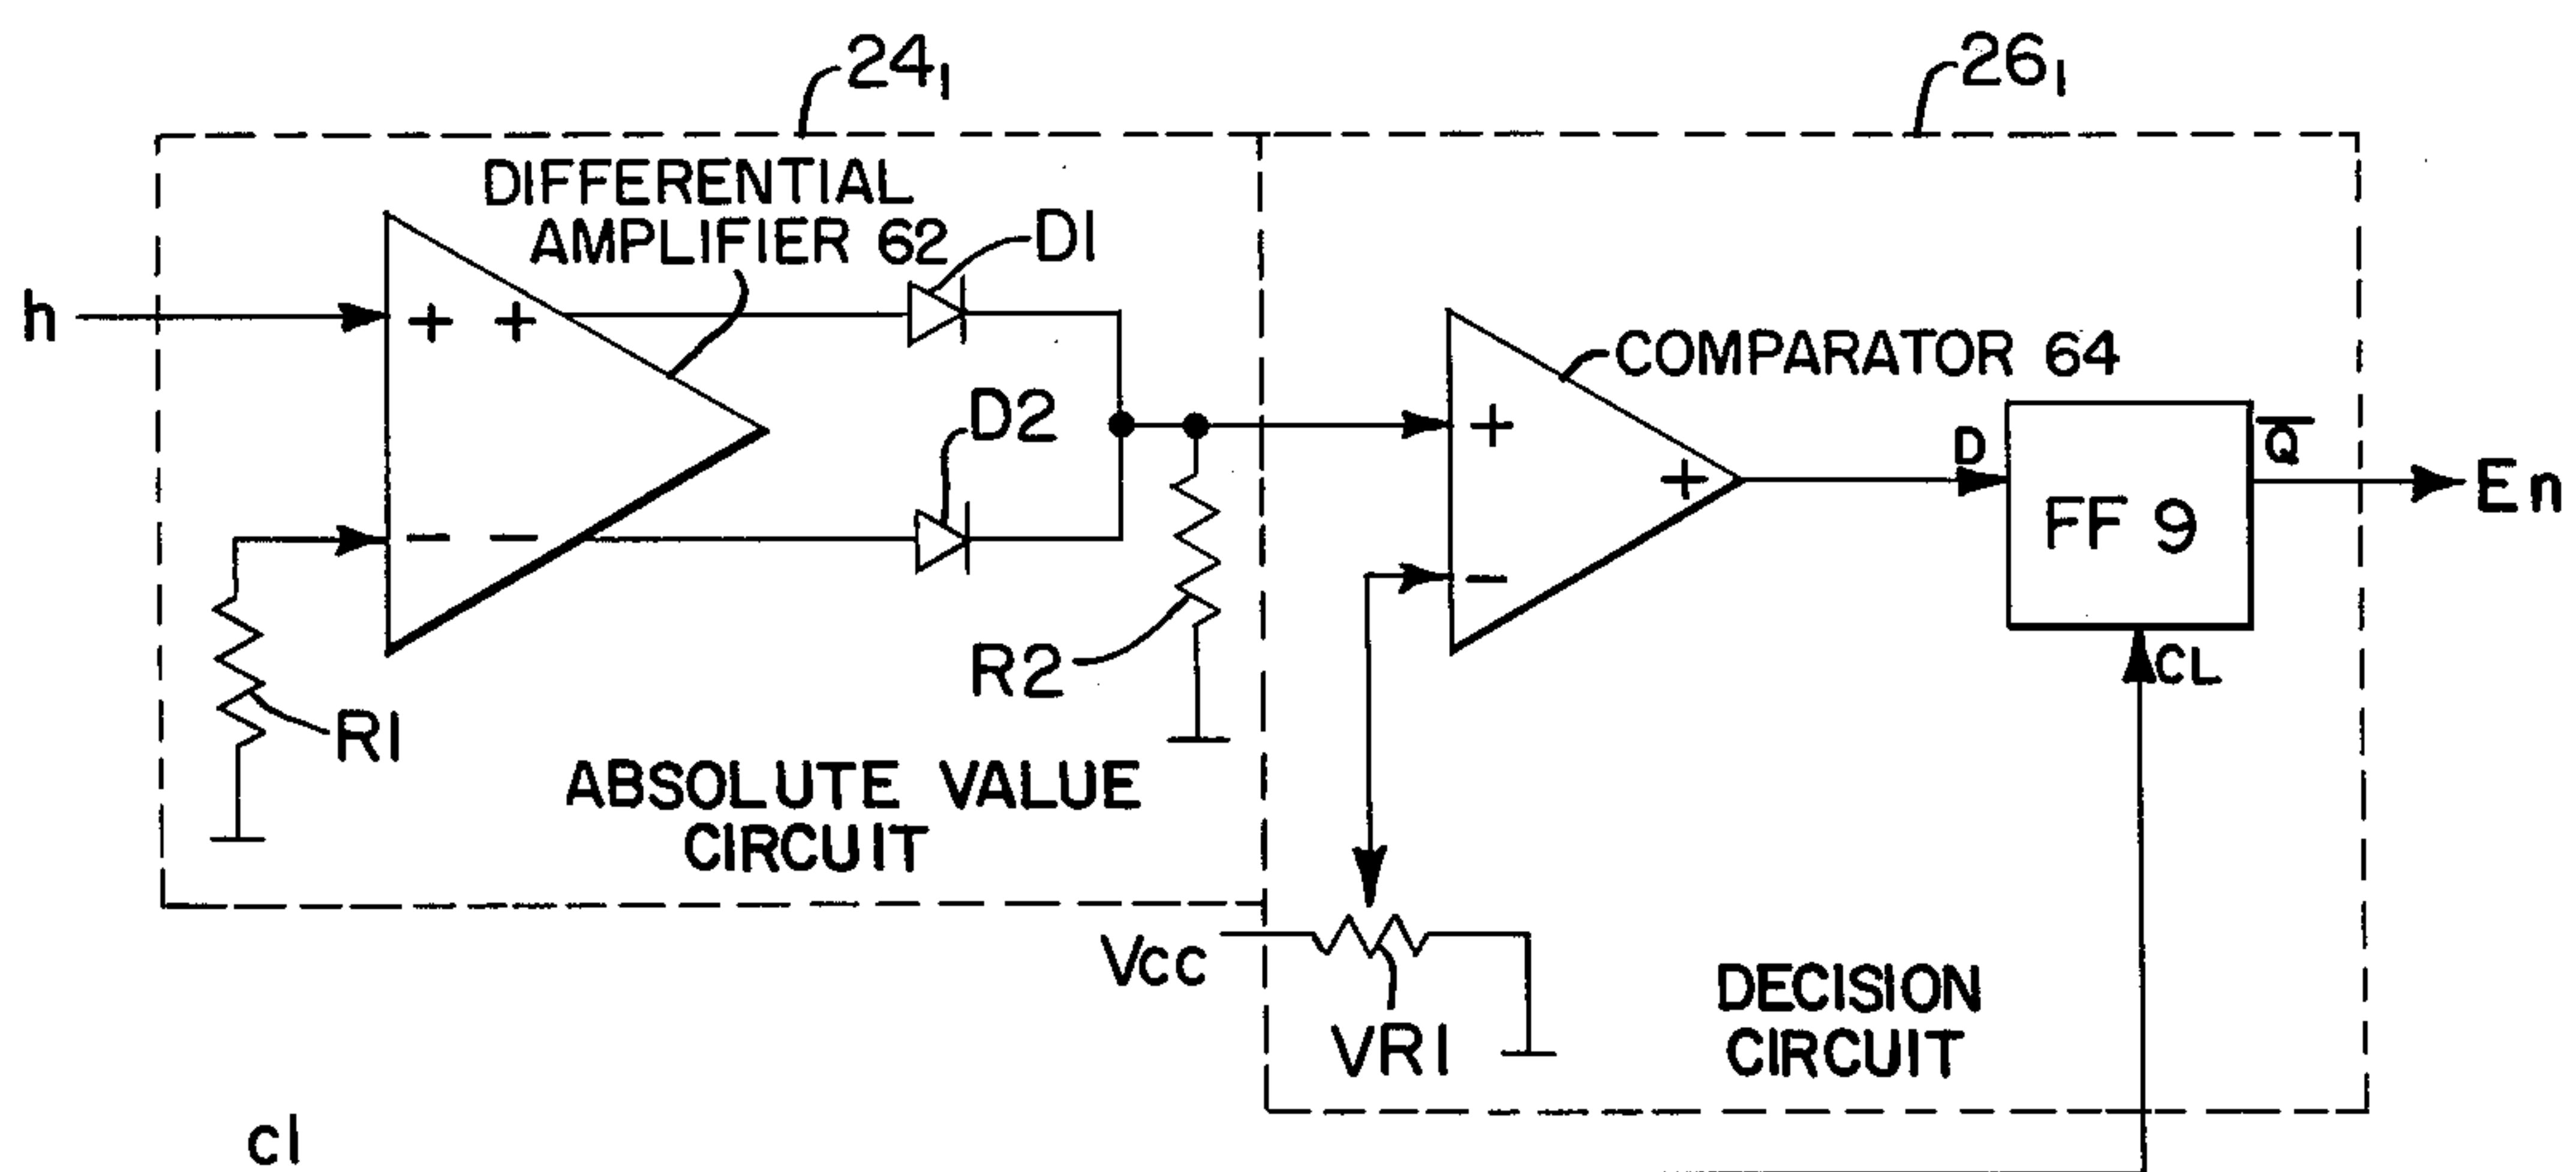 24₁
26₁
DIFFERENTIAL
AMPLIFIER 62
D1
h
+ +
D2
COMPARATOR 64
+
+
D
Q̅
FF 9
En
− −
−
CL
R2
R1
ABSOLUTE VALUE
CIRCUIT
Vcc
VR1
DECISION
CIRCUIT
cl